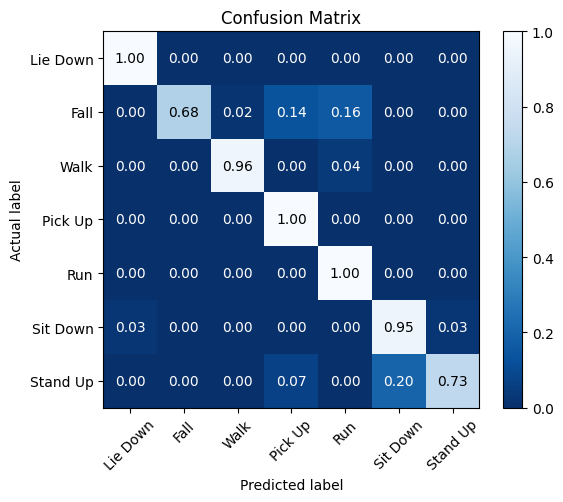 Confusion Matrix
Lie Down 1.00 0.00 0.00 0.00 0.00 0.00 0.00
Fall 0.00 0.68 0.02 0.14 0.16 0.00 0.00
Walk 0.00 0.00 0.96 0.00 0.04 0.00 0.00
Pick Up 0.00 0.00 0.00 1.00 0.00 0.00 0.00
Run 0.00 0.00 0.00 0.00 1.00 0.00 0.00
Sit Down 0.03 0.00 0.00 0.00 0.00 0.95 0.03
Stand Up 0.00 0.00 0.00 0.07 0.00 0.20 0.73
Lie Down Fall Walk Pick Up Run Sit Down Stand Up
Predicted label
Actual label
1.0
0.8
0.6
0.4
0.2
0.0